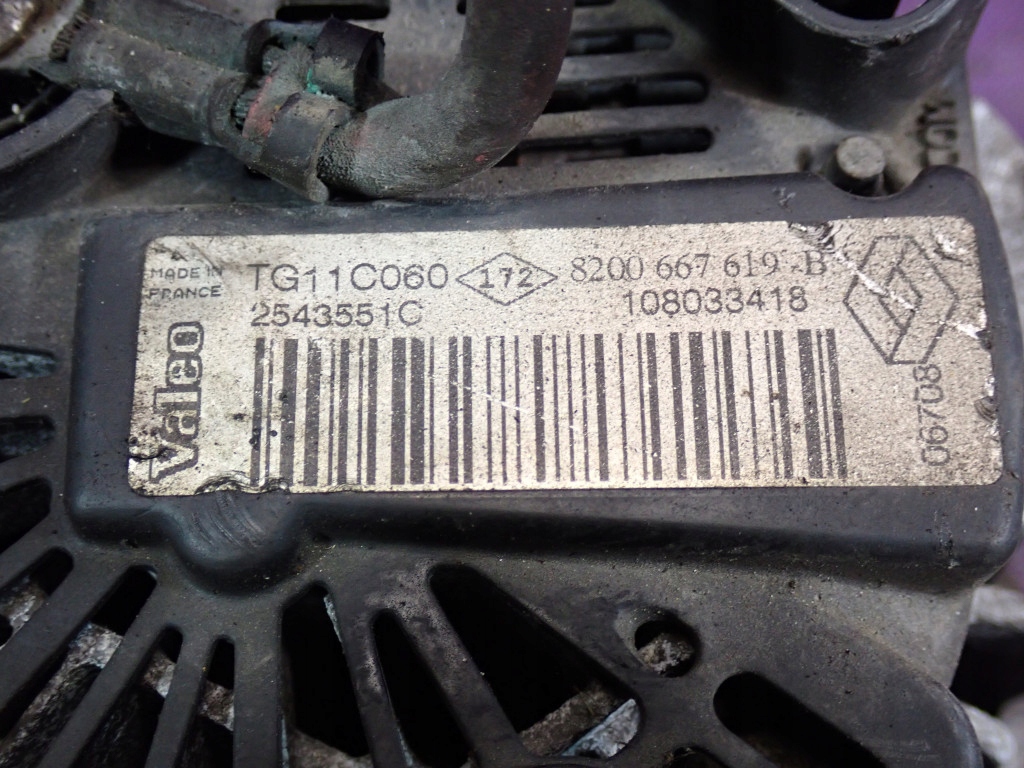 MADE IN
FRANCE
TG11C060 172 8200 667 619 -B
2543551C 108033418
Valeo
06708